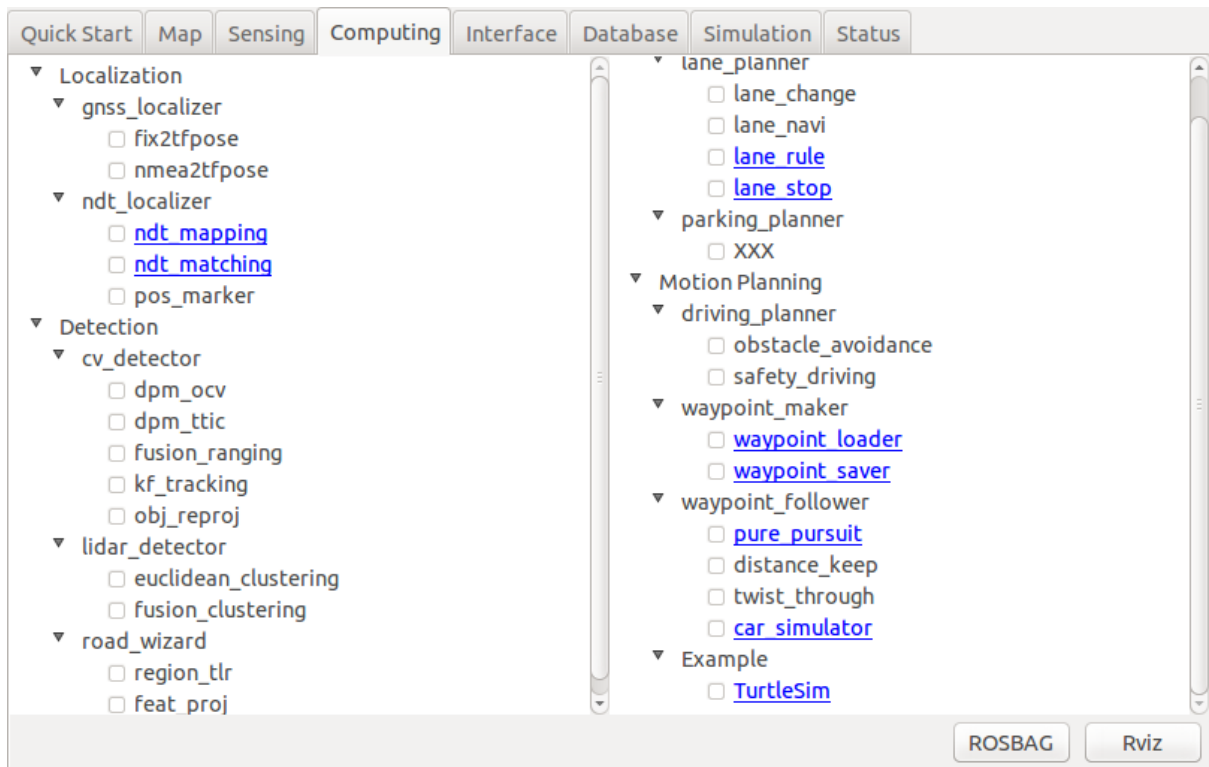 Quick Start Map Sensing Computing Interface Database Simulation Status
Localization
gnss_localizer
fix2tfpose
nmea2tfpose
ndt_localizer
ndt_mapping
ndt_matching
pos_marker
Detection
cv_detector
dpm_ocv
dpm_ttic
fusion_ranging
kf_tracking
obj_reproj
lidar_detector
euclidean_clustering
fusion_clustering
road_wizard
region_tlr
feat_proj
lane_planner
lane_change
lane_navi
lane_rule
lane_stop
parking_planner
XXX
Motion Planning
driving_planner
obstacle_avoidance
safety_driving
waypoint_maker
waypoint_loader
waypoint_saver
waypoint_follower
pure_pursuit
distance_keep
twist_through
car_simulator
Example
TurtleSim
ROSBAG Rviz